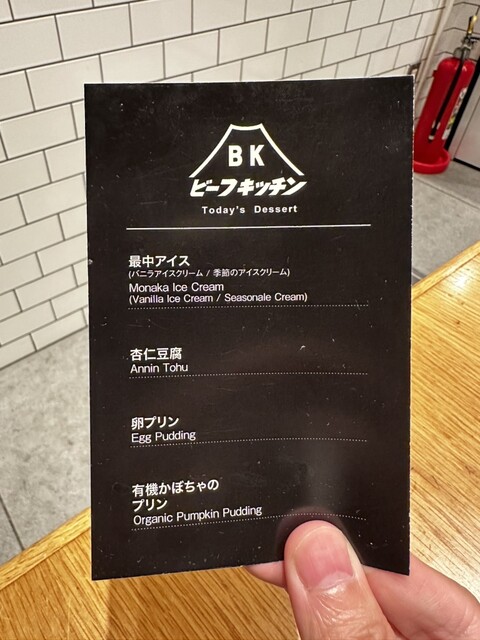 BK
ビーフキッチン
Today's Dessert
最中アイス
(バニラアイスクリーム / 季節のアイスクリーム)
Monaka Ice Cream
(Vanilla Ice Cream / Seasonale Cream)
杏仁豆腐
Annin Tohu
卵プリン
Egg Pudding
有機かぼちゃの
プリン
Organic Pumpkin Pudding